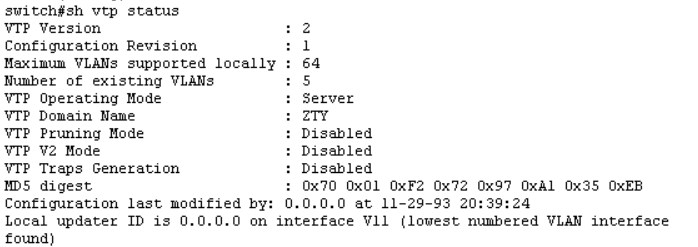 switch#sh vtp status
VTP Version                     : 2
Configuration Revision          : 1
Maximum VLANs supported locally : 64
Number of existing VLANs        : 5
VTP Operating Mode              : Server
VTP Domain Name                 : ZTY
VTP Pruning Mode                : Disabled
VTP V2 Mode                     : Disabled
VTP Traps Generation            : Disabled
MD5 digest                      : 0x70 0x01 0xF2 0x72 0x97 0xA1 0x35 0xEB
Configuration last modified by: 0.0.0.0 at 11-29-93 20:39:24
Local updater ID is 0.0.0.0 on interface Vl1 (lowest numbered VLAN interface
found)